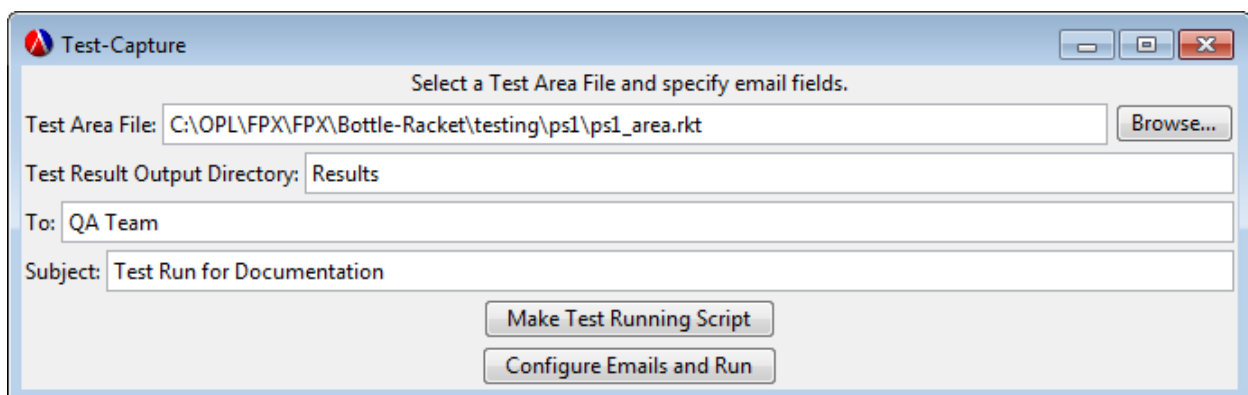 Test-Capture
Select a Test Area File and specify email fields.
Test Area File: C:\OPL\FPX\FPX\Bottle-Racket\testing\ps1\ps1_area.rkt Browse...
Test Result Output Directory: Results
To: QA Team
Subject: Test Run for Documentation
Make Test Running Script
Configure Emails and Run